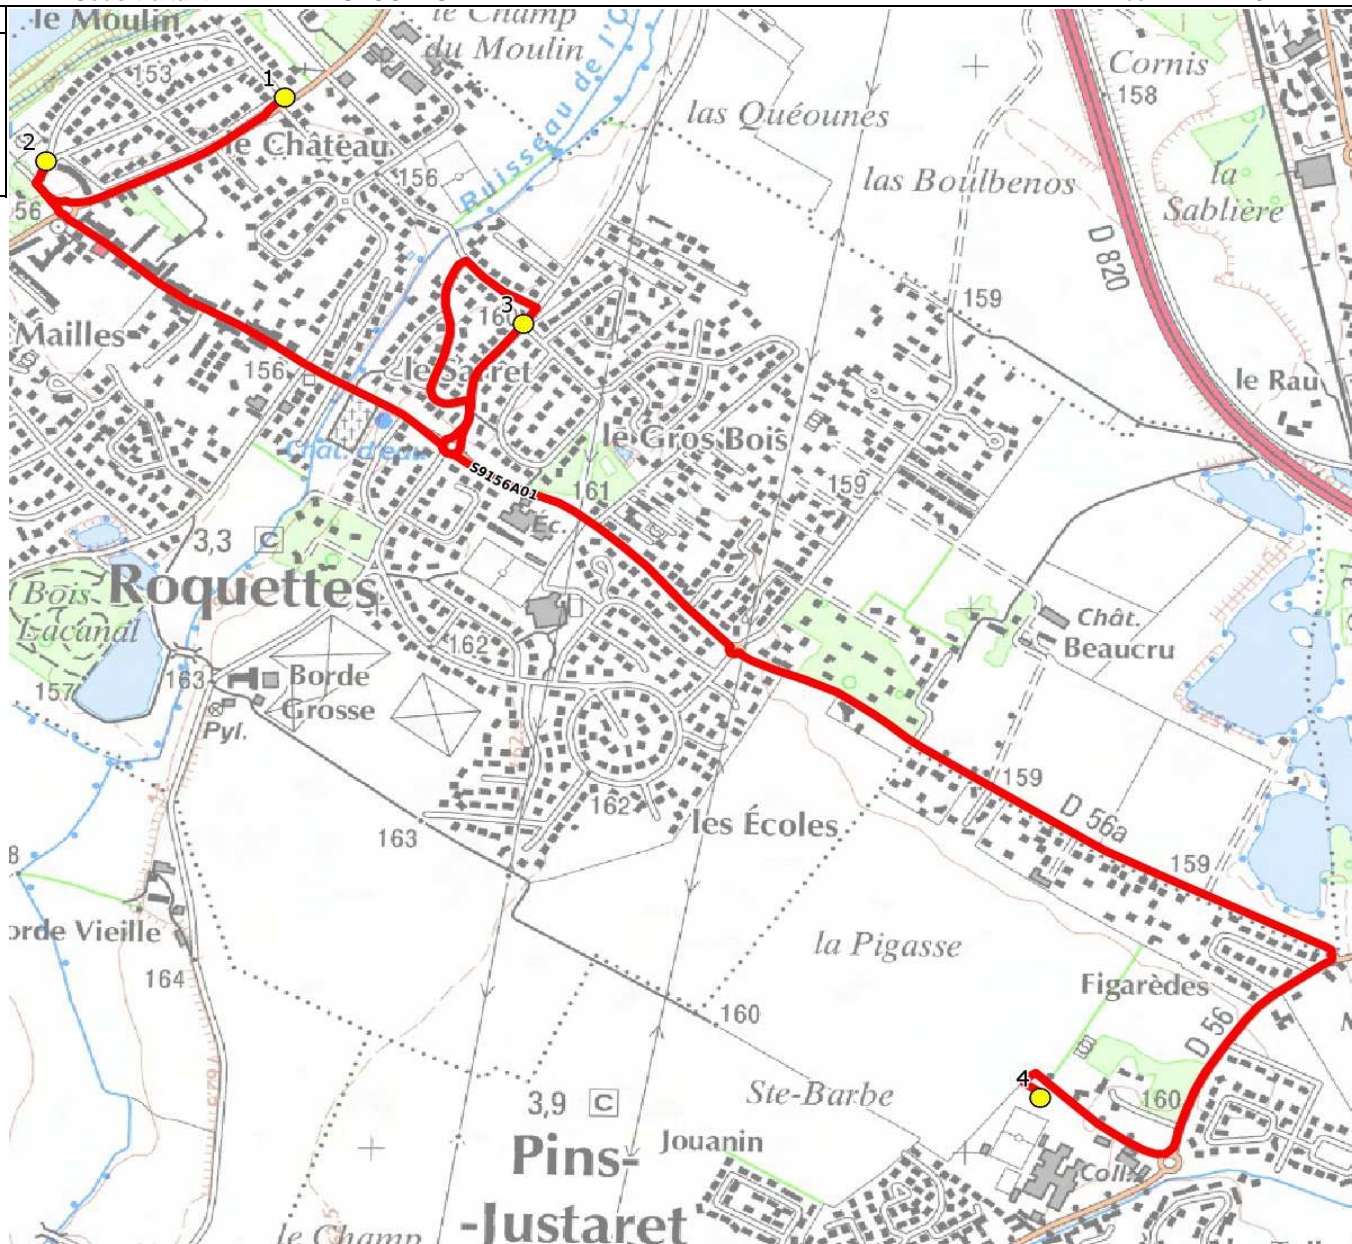 le Moulin
le Champ
du Moulin
Ruisseau de l'O
Cornis
158
153
1
las Quéounes
le Château
2
156
las Boulbenos
la
Sablière
56
D 820
159
160
3
Mailles
156
le Sarret
le Rau
Chât. d'eau
le Gros Bois
S9156A01
161
159
Éc.
3,3 C
Roquettes
Bois
Lacanal
Chât.
Beaucru
162
157
163
Borde
Grosse
Pyl.
159
162
D 56a
163
les Écoles
159
orde Vieille
la Pigasse
164
Figarèdes
160
D 56
4
Ste-Barbe
160
3,9 C
Jouanin
Pins-
-Justaret
Coll.
le Champ